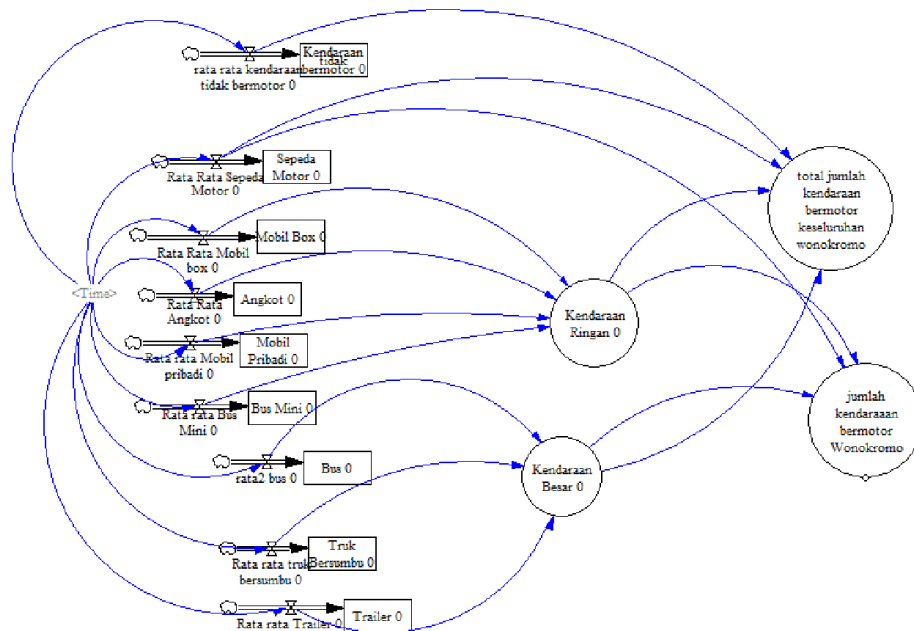 Kendaraan
tidak
bermotor 0
rata rata kendaraan
tidak bermotor 0
Sepeda
Motor 0
Rata Rata Sepeda
Motor 0
total jumlah
kendaraan
bermotor
keseluruhan
wonokromo
Mobil Box 0
Rata Rata Mobil
box 0
<Time>
Angkot 0
Rata Rata
Angkot 0
Kendaraan
Ringan 0
Mobil
Pribadi 0
Rata rata Mobil
pribadi 0
Bus Mini 0
Rata rata Bus
Mini 0
jumlah
kendaraaan
bermotor
Wonokromo
Bus 0
rata2 bus 0
Kendaraan
Besar 0
Truk
Bersumbu 0
Rata rata truk
bersumbu 0
Trailer 0
Rata rata Trailer 0